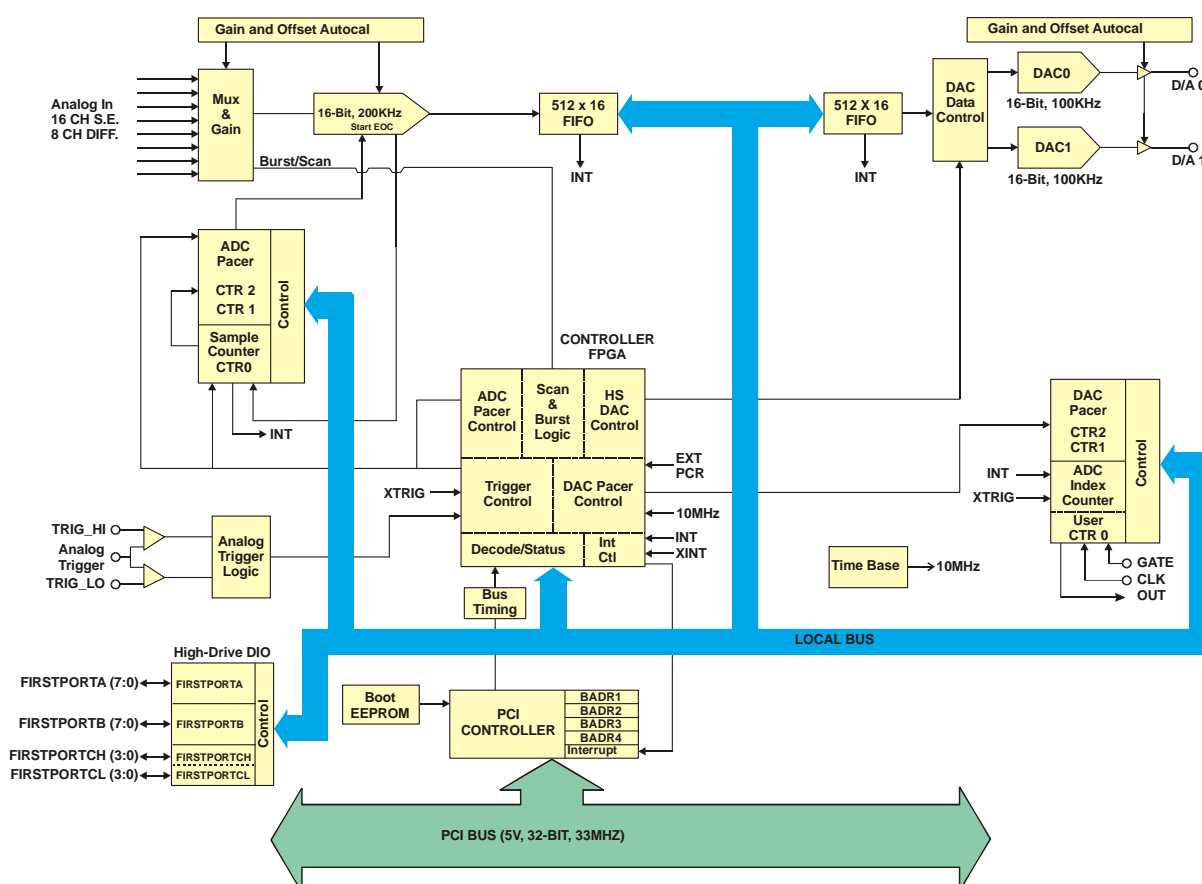 Gain and Offset Autocal
Analog In
16 CH S.E.
8 CH DIFF.
Mux
&
Gain
16-Bit, 200KHz
Start EOC
Burst/Scan
512 x 16
FIFO
INT
512 X 16
FIFO
INT
DAC
Data
Control
Gain and Offset Autocal
DAC0
16-Bit, 100KHz
D/A 0
DAC1
16-Bit, 100KHz
D/A 1
ADC
Pacer
CTR 2
CTR 1
Sample
Counter
CTR0
Control
INT
CONTROLLER
FPGA
ADC
Pacer
Control
Scan
&
Burst
Logic
HS
DAC
Control
Trigger
Control
DAC Pacer
Control
Decode/Status
Int
Ctl
XTRIG
EXT
PCR
10MHz
INT
XINT
DAC
Pacer
CTR2
CTR1
ADC
Index
Counter
User
CTR 0
Control
INT
XTRIG
GATE
CLK
OUT
TRIG_HI
Analog
Trigger
TRIG_LO
Analog
Trigger
Logic
Bus
Timing
Time Base
10MHz
LOCAL BUS
High-Drive DIO
FIRSTPORTA (7:0)
FIRSTPORTB (7:0)
FIRSTPORTCH (3:0)
FIRSTPORTCL (3:0)
FIRSTPORTA
FIRSTPORTB
FIRSTPORTCH
FIRSTPORTCL
Control
Boot
EEPROM
PCI
CONTROLLER
BADR1
BADR2
BADR3
BADR4
Interrupt
PCI BUS (5V, 32-BIT, 33MHZ)